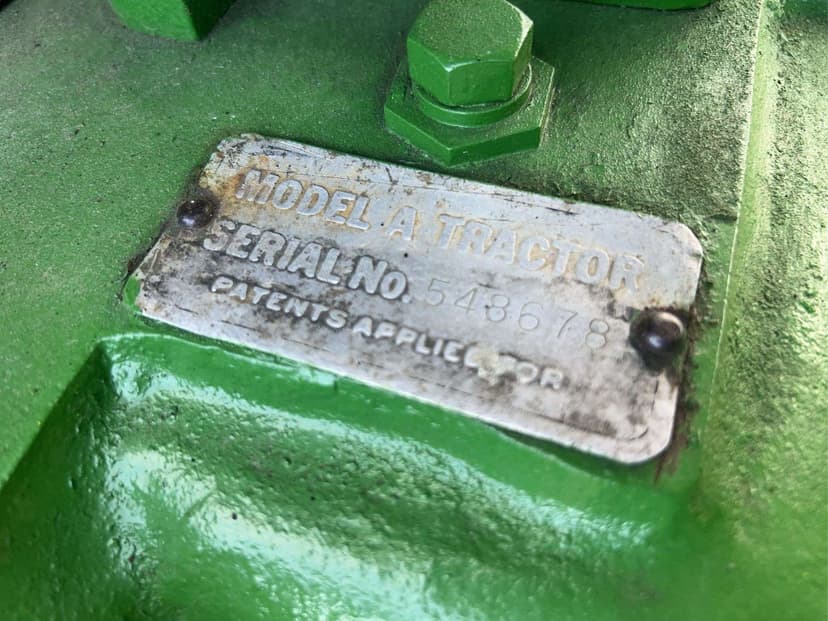 MODEL A TRACTOR
SERIAL NO. 548678
PATENTS APPLIED FOR